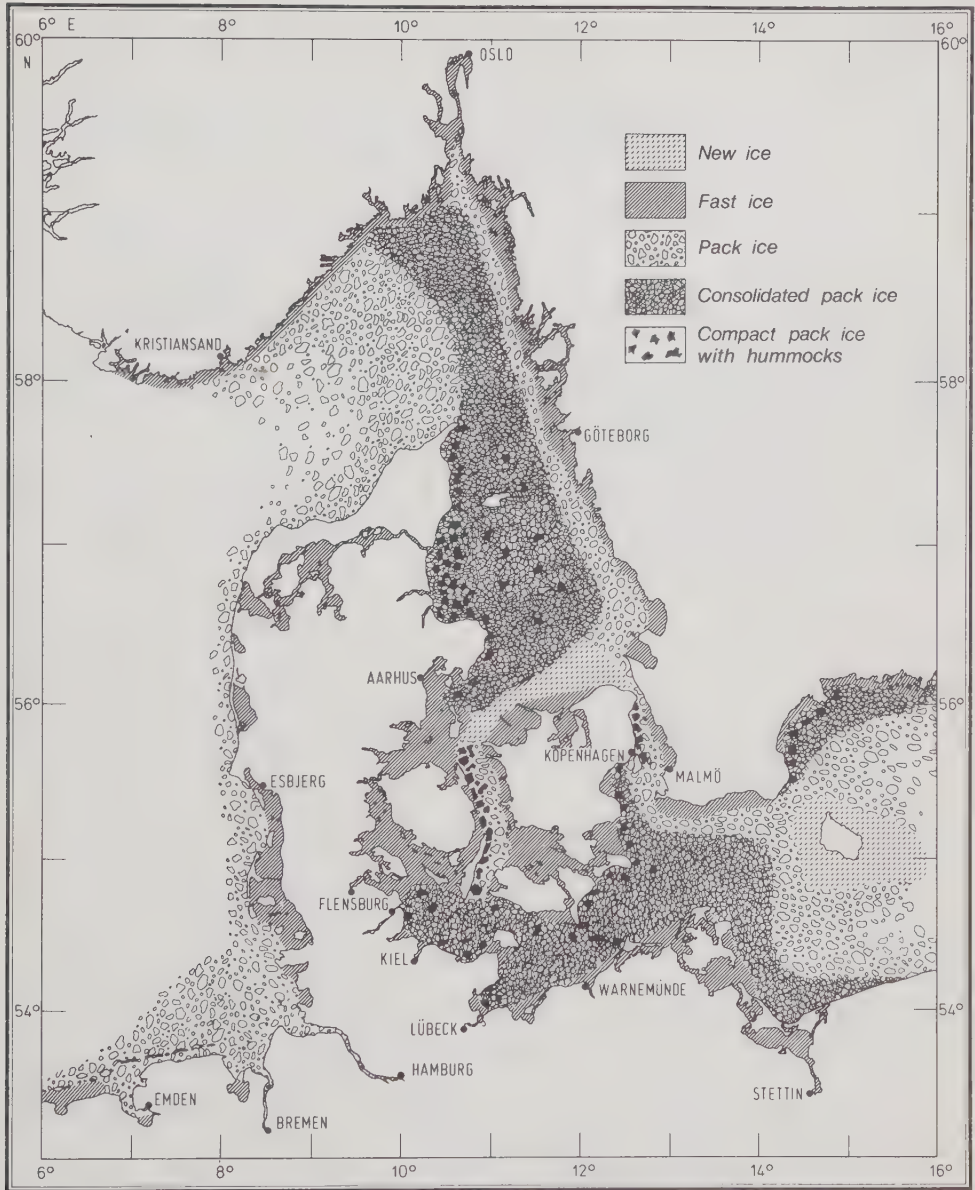 6° E 8° 10° 12° 14° 16°
60° 60°
N
OSLO
New ice
Fast ice
Pack ice
Consolidated pack ice
Compact pack ice
with hummocks
KRISTIANSAND
58° 58°
GÖTEBORG
AARHUS
56° 56°
KÖPENHAGEN
MALMÖ
ESBJERG
FLENSBURG
KIEL
WARNEMÜNDE
54° 54°
LÜBECK
HAMBURG
STETTIN
EMDEN
BREMEN
6° 8° 10° 12° 14° 16°